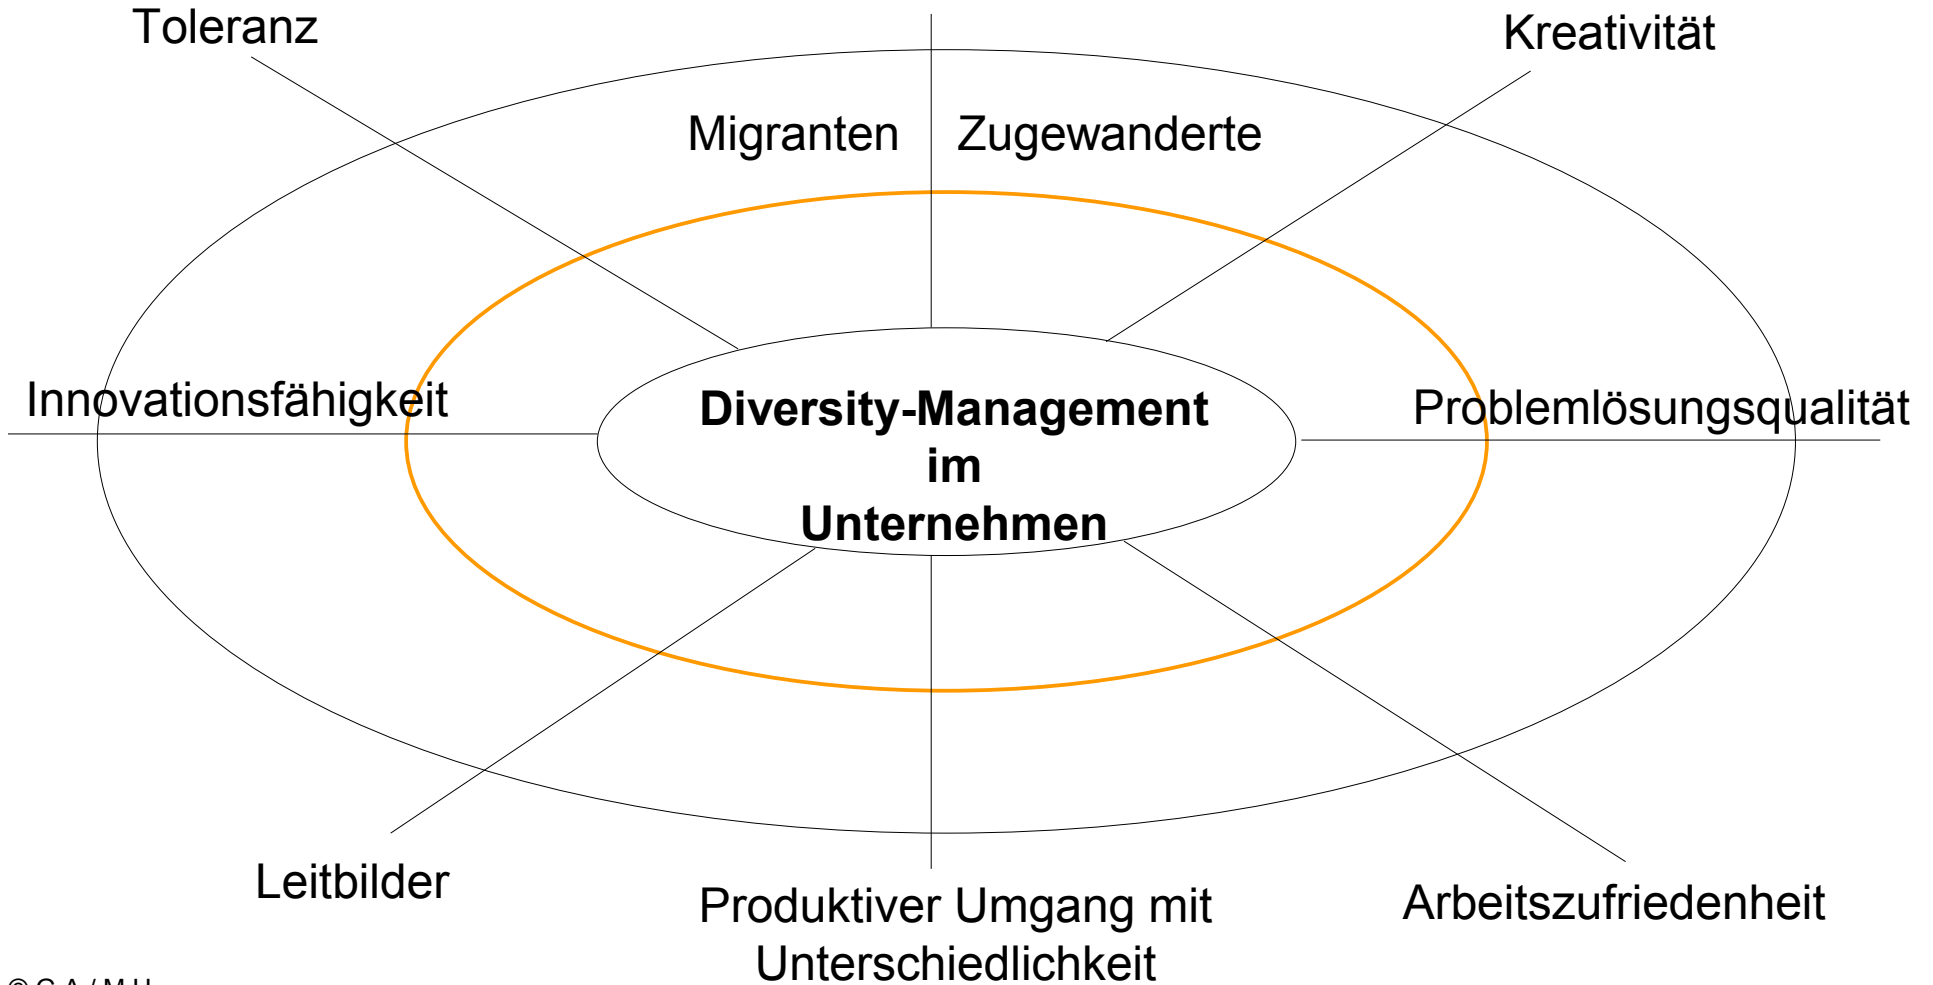 Toleranz
Kreativität
Migranten
Zugewanderte
Innovationsfähigkeit
Problemlösungsqualität
Diversity-Management
im
Unternehmen
Leitbilder
Produktiver Umgang mit
Unterschiedlichkeit
Arbeitszufriedenheit